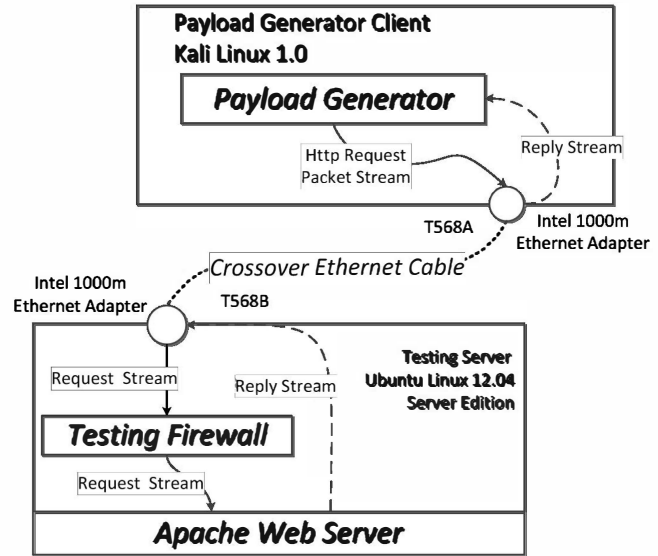 Payload Generator Client
Kali Linux 1.0
Payload Generator
Http Request
Packet Stream
Reply Stream
T568A
Intel 1000m
Ethernet Adapter
Crossover Ethernet Cable
Intel 1000m
Ethernet Adapter
T568B
Request Stream
Reply Stream
Testing Server
Ubuntu Linux 12.04
Server Edition
Testing Firewall
Request Stream
Apache Web Server